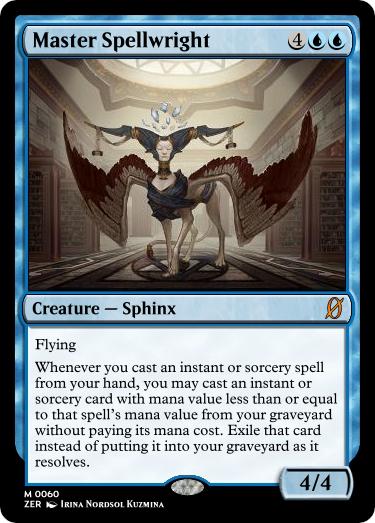 Master Spellwright 4
Creature — Sphinx
Flying
Whenever you cast an instant or sorcery spell
from your hand, you may cast an instant or
sorcery card with mana value less than or equal
to that spell's mana value from your graveyard
without paying its mana cost. Exile that card
instead of putting it into your graveyard as it
resolves.
4/4
M 0060
ZER Irina Nordsol Kuzmina